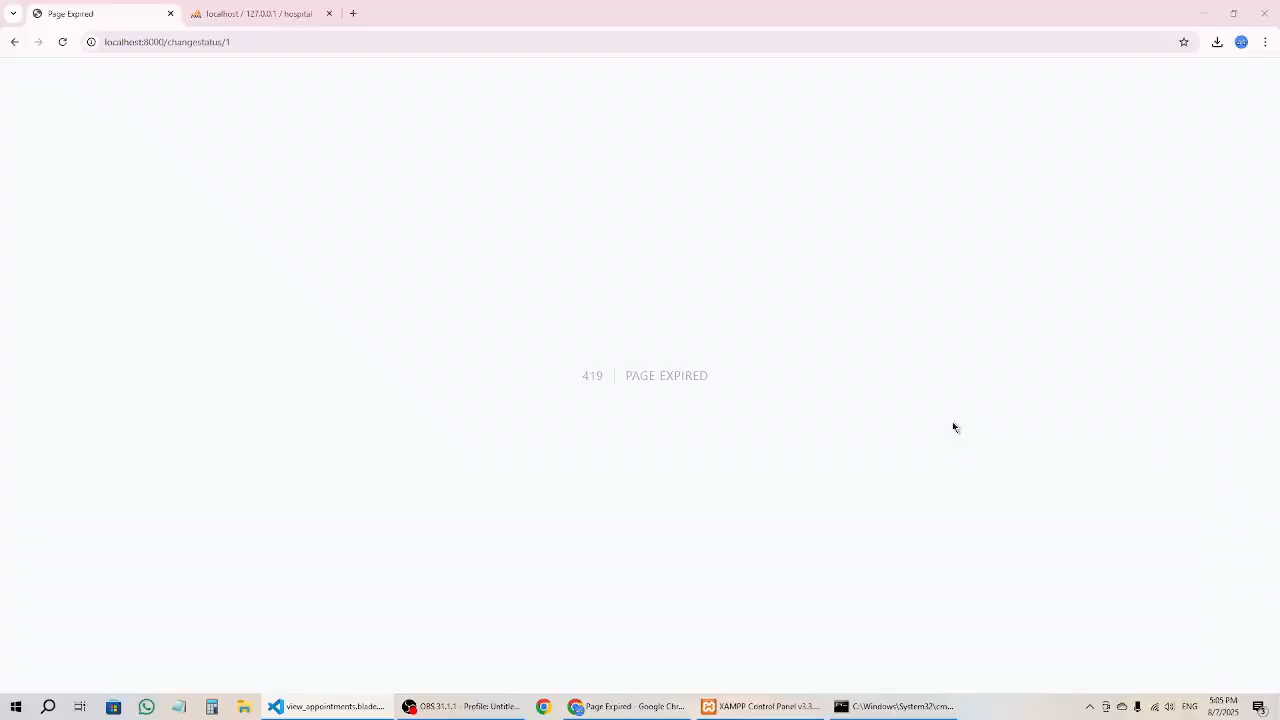 Page Expired
localhost / 127.0.0.1 / hospital
localhost:8000/changestatus/1
419 PAGE EXPIRED
view_appointments.blade...
OBS 31.1.1 - Profile: Untitle...
Page Expired - Google Chr...
XAMPP Control Panel v3.3....
C:\Windows\System32\cm...
ENG
5:05 PM
8/7/2025